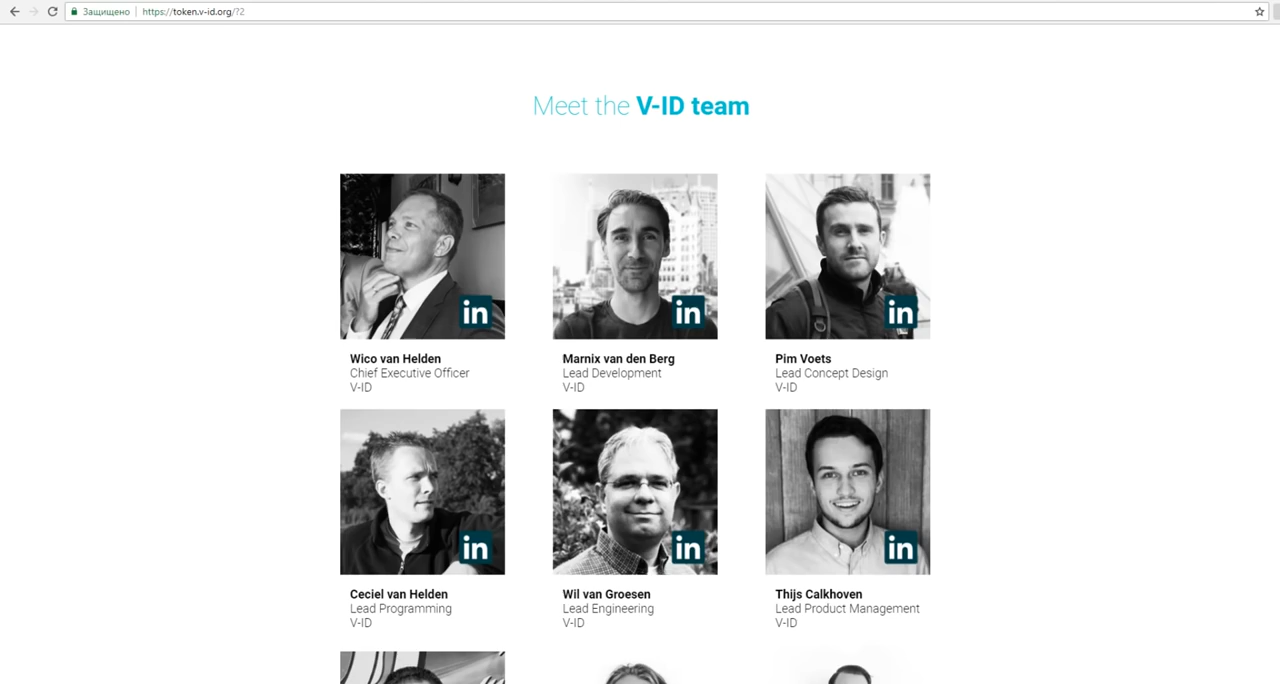 Защищено
https://token.v-id.org/?2
Meet the V-ID team
in
in
in
Wico van Helden
Chief Executive Officer
V-ID
Marnix van den Berg
Lead Development
V-ID
Pim Voets
Lead Concept Design
V-ID
in
in
in
Ceciel van Helden
Lead Programming
V-ID
Wil van Groesen
Lead Engineering
V-ID
Thijs Calkhoven
Lead Product Management
V-ID